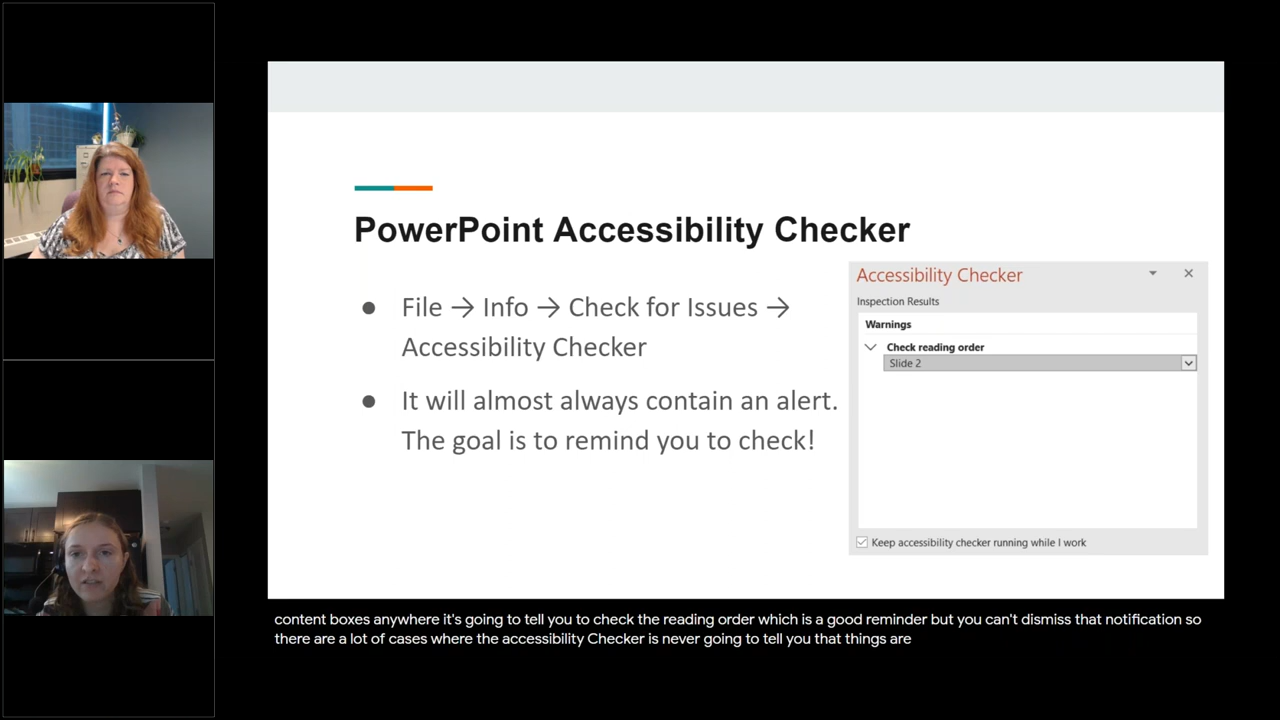 PowerPoint Accessibility Checker
● File → Info → Check for Issues →
Accessibility Checker
● It will almost always contain an alert.
The goal is to remind you to check!
Accessibility Checker
Inspection Results
Warnings
Check reading order
Slide 2
Keep accessibility checker running while I work
content boxes anywhere it's going to tell you to check the reading order which is a good reminder but you can't dismiss that notification so
there are a lot of cases where the accessibility Checker is never going to tell you that things are